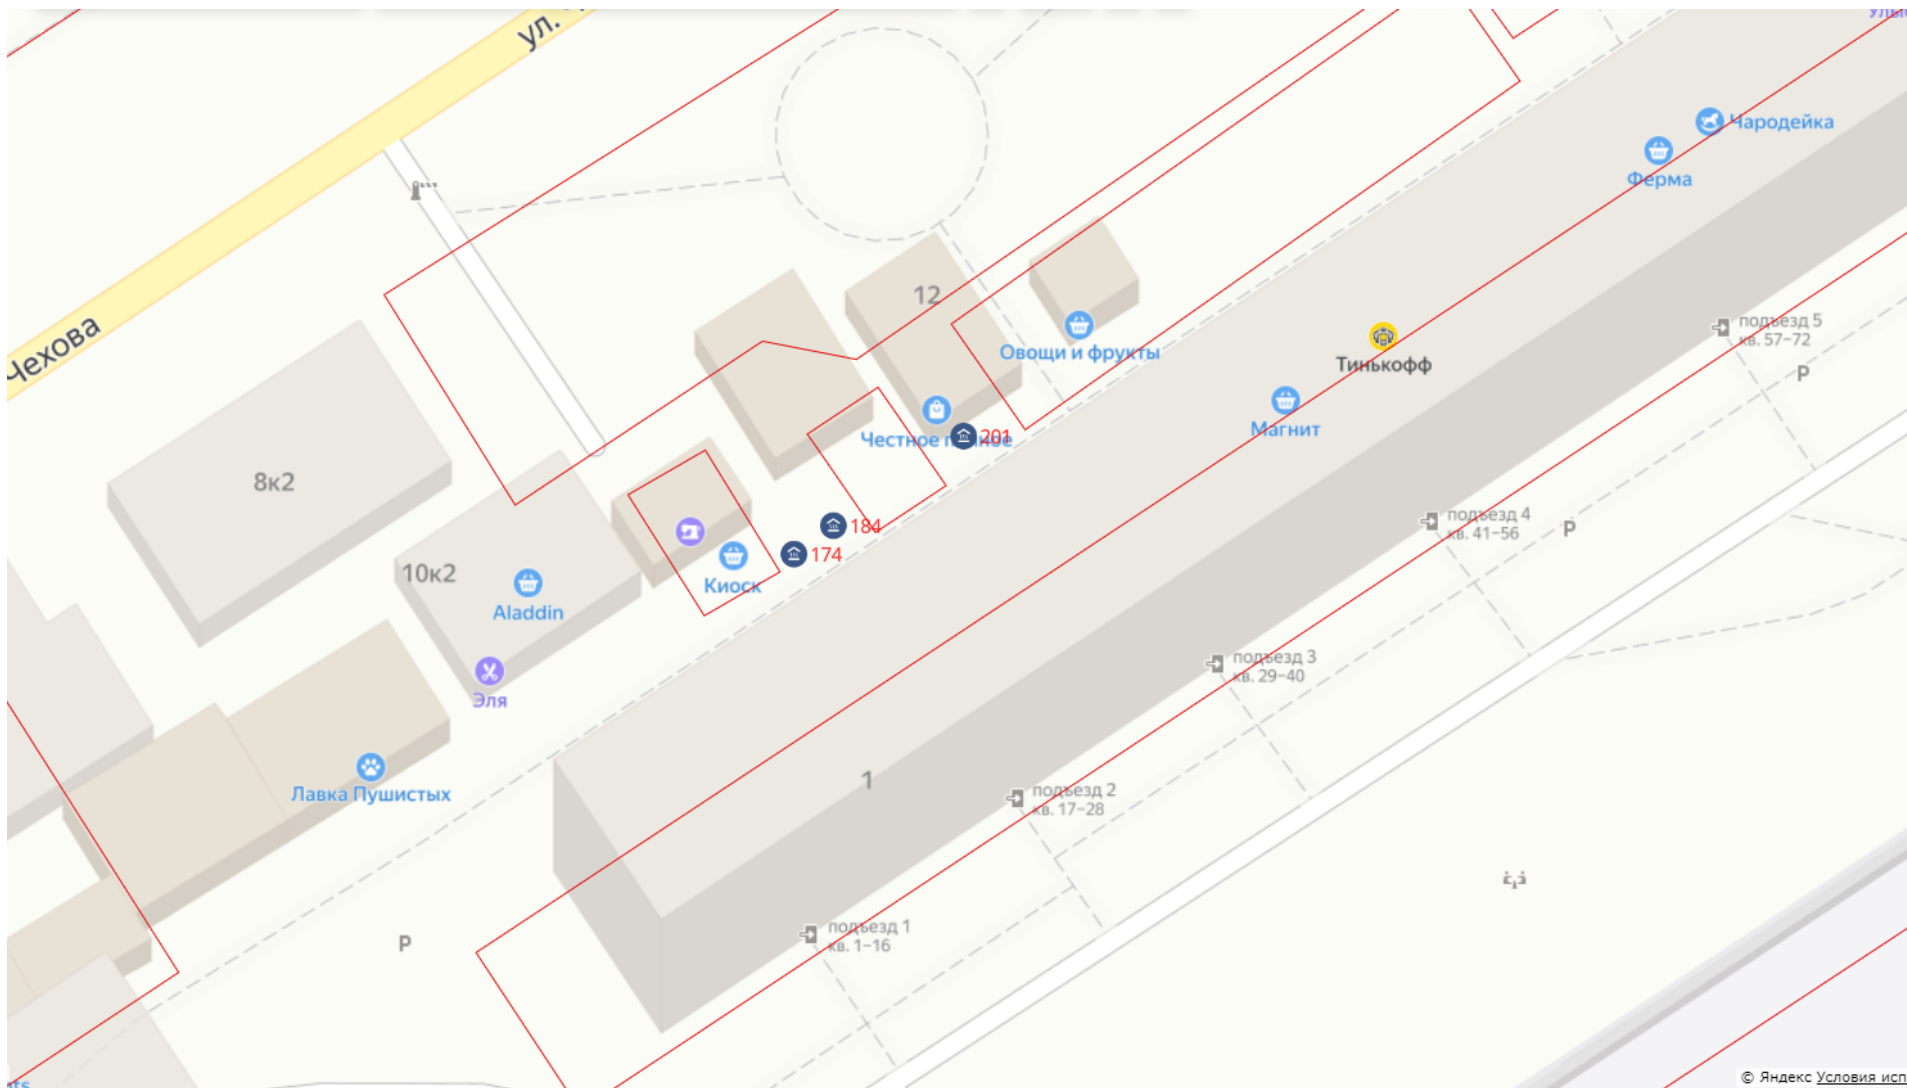 ул.
Чехова
Чародейка
Ферма
12
Овощи и фрукты
подъезд 5
кв. 57–72
Тинькофф
P
Магнит
Честное
201
8к2
подъезд 4
кв. 41–56
P
184
174
10к2
Киоск
Aladdin
подъезд 3
кв. 29–40
Эля
1
Лавка Пушистых
подъезд 2
кв. 17–28
P
подъезд 1
кв. 1–16
© Яндекс Условия исп